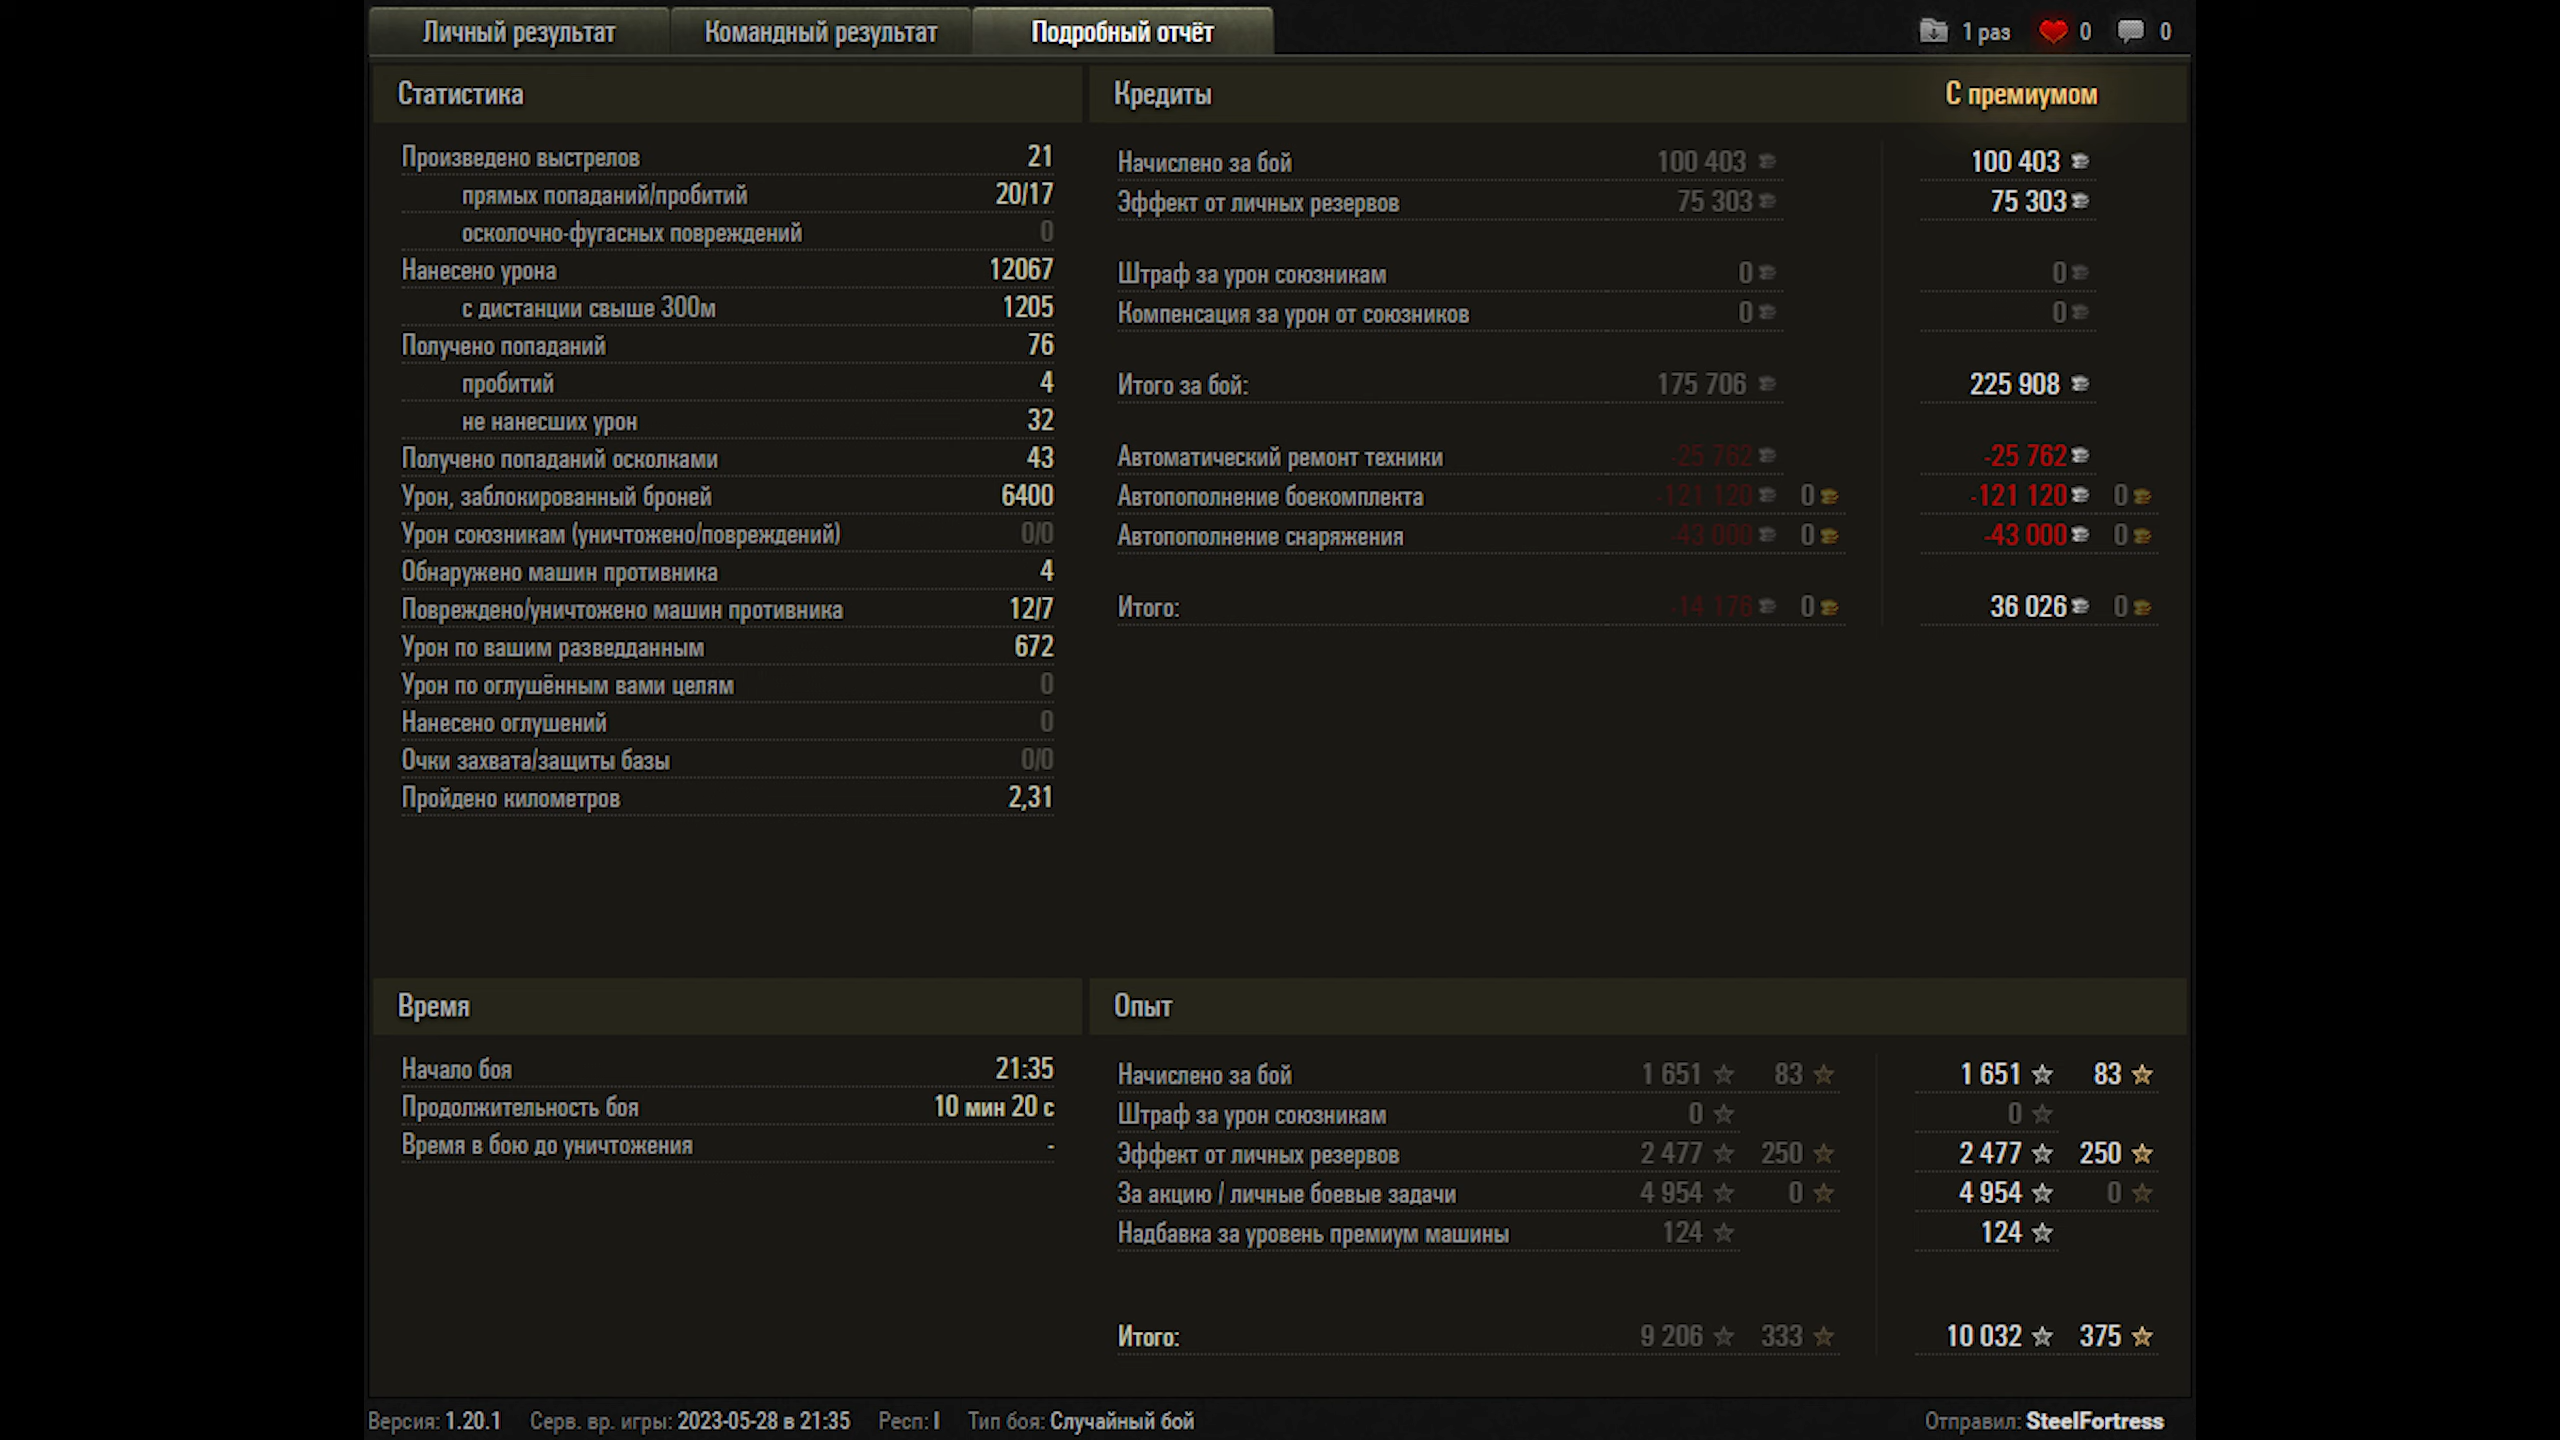 Личный результат Командный результат Подробный отчёт 1 раз 0 0
Статистика
Произведено выстрелов 21
прямых попаданий/пробитий 20/17
осколочно-фугасных повреждений 0
Нанесено урона 12067
с дистанции свыше 300м 1205
Получено попаданий 76
пробитий 4
не нанесших урон 32
Получено попаданий осколками 43
Урон, заблокированный броней 6400
Урон союзникам (уничтожено/повреждений) 0/0
Обнаружено машин противника 4
Повреждено/уничтожено машин противника 12/7
Урон по вашим разведданным 672
Урон по оглушённым вами целям 0
Нанесено оглушений 0
Очки захвата/защиты базы 0/0
Пройдено километров 2,31
Кредиты С премиумом
Начислено за бой 100 403 100 403
Эффект от личных резервов 75 303 75 303
Штраф за урон союзникам 0 0
Компенсация за урон от союзников 0 0
Итого за бой: 175 706 225 908
Автоматический ремонт техники -25 762 -25 762
Автопополнение боекомплекта -121 120 0 -121 120 0
Автопополнение снаряжения -43 000 0 -43 000 0
Итого: -14 176 0 36 026 0
Время
Начало боя 21:35
Продолжительность боя 10 мин 20 с
Время в бою до уничтожения -
Опыт
Начислено за бой 1 651 83 1 651 83
Штраф за урон союзникам 0 0
Эффект от личных резервов 2 477 250 2 477 250
За акцию / личные боевые задачи 4 954 0 4 954 0
Надбавка за уровень премиум машины 124 124
Итого: 9 206 333 10 032 375
Версия: 1.20.1 Серв. вр. игры: 2023-05-28 в 21:35 Респ: I Тип боя: Случайный бой Отправил: SteelFortress